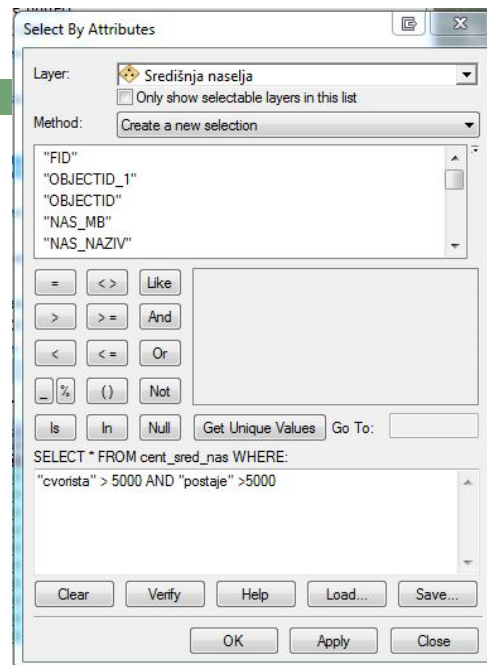 Select By Attributes
Layer: Središnja naselja
Only show selectable layers in this list
Method: Create a new selection
"FID"
"OBJECTID_1"
"OBJECTID"
"NAS_MB"
"NAS_NAZIV"
= < > Like
> > = And
< < = Or
_ % () Not
Is In Null Get Unique Values Go To:
SELECT * FROM cent_sred_nas WHERE:
"cvorista" > 5000 AND "postaje" >5000
Clear Verify Help Load... Save...
OK Apply Close